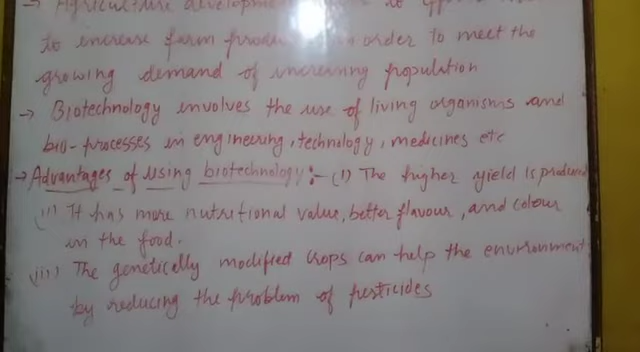 → Agriculture
to increase farm order to meet the
growing demand of increasing population
→ Biotechnology involves the use of living organisms and
bio-processes in engineering, technology, medicines etc
→ Advantages of using biotechnology :- (i) The higher yield is produced
(ii) It has more nutritional value, better flavour, and colour
in the food.
(iii) The genetically modified crops can help the environment
by reducing the problem of pesticides